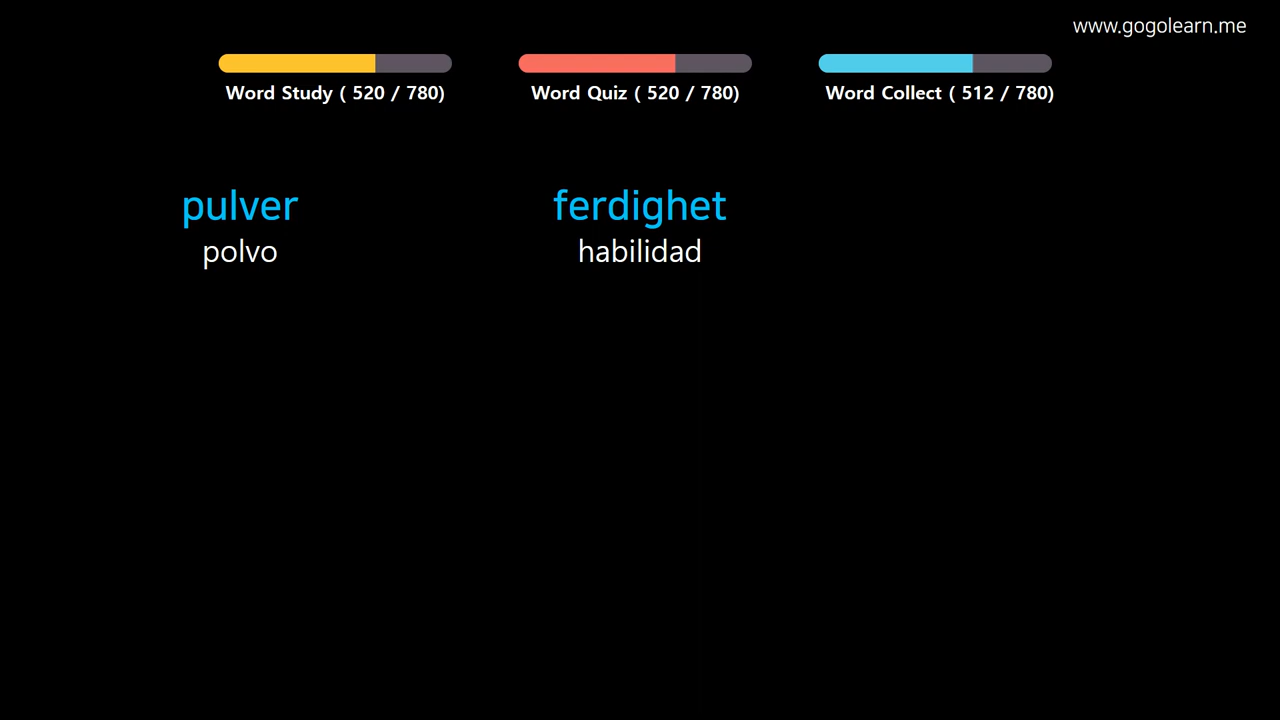 www.gogolearn.me
Word Study ( 520 / 780)
Word Quiz ( 520 / 780)
Word Collect ( 512 / 780)
pulver
polvo
ferdighet
habilidad